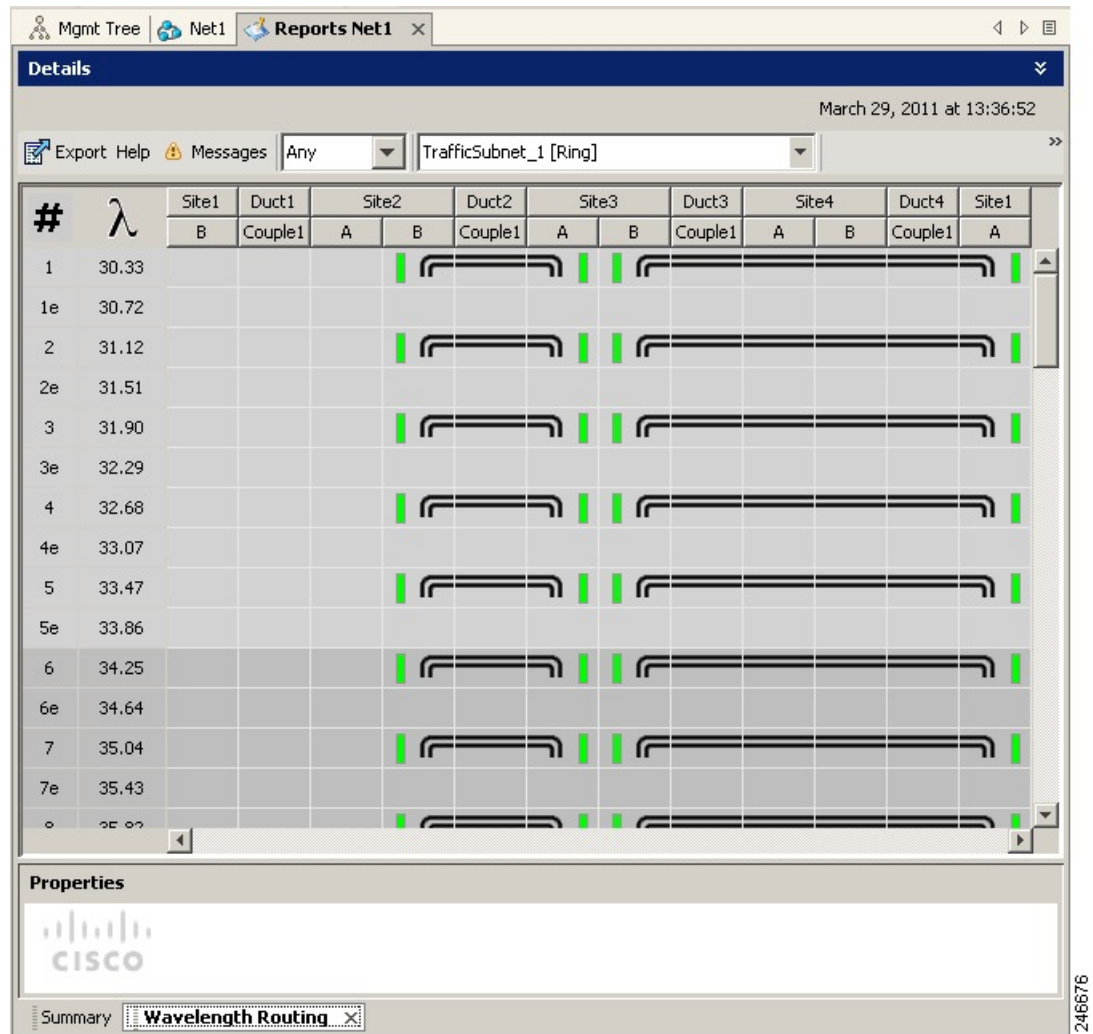 Mgmt Tree Net1 Reports Net1
Details
March 29, 2011 at 13:36:52
Export Help Messages Any TrafficSubnet_1 [Ring]
# λ Site1 Duct1 Site2 Duct2 Site3 Duct3 Site4 Duct4 Site1
B Couple1 A B Couple1 A B Couple1 A B Couple1 A
1 30.33
1e 30.72
2 31.12
2e 31.51
3 31.90
3e 32.29
4 32.68
4e 33.07
5 33.47
5e 33.86
6 34.25
6e 34.64
7 35.04
7e 35.43
Properties
CISCO
Summary Wavelength Routing
246676